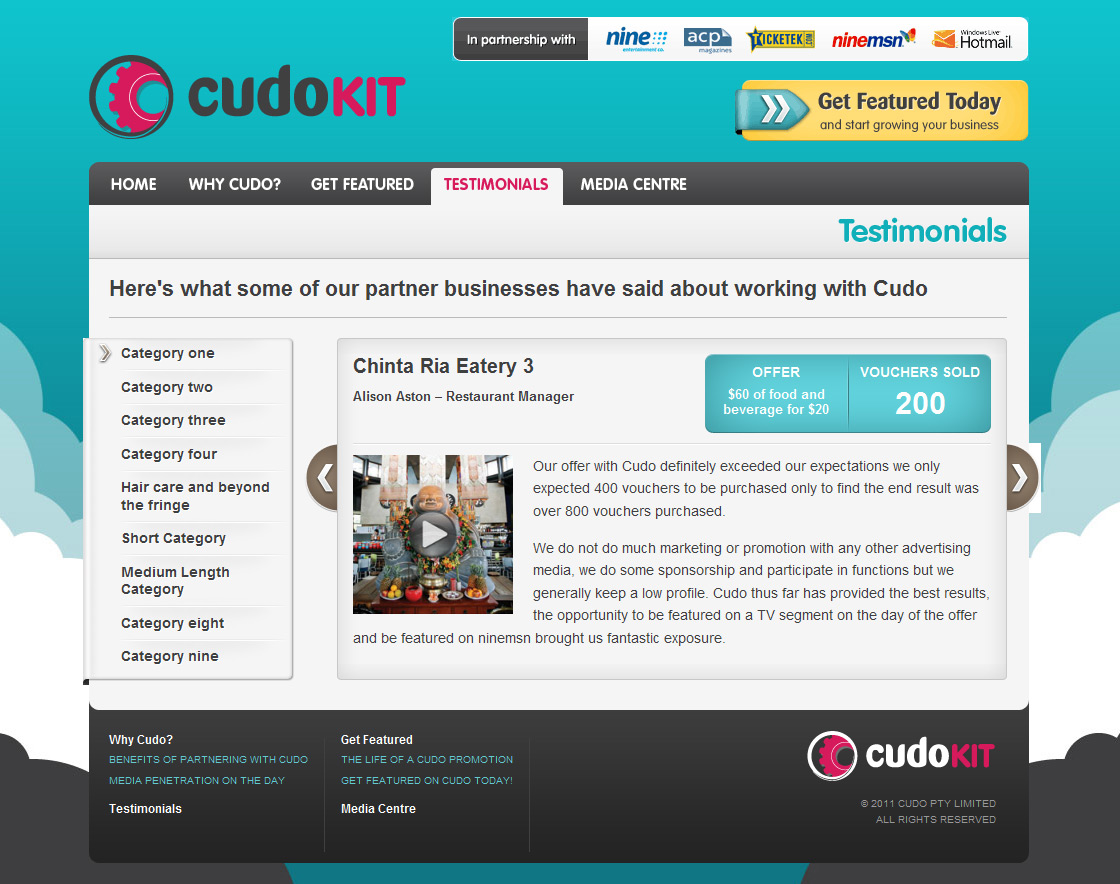 In partnership with
nine
entertainment co.
acp
magazines
TICKETEK.COM
ninemsn
Windows Live
Hotmail
cudoKIT
Get Featured Today
and start growing your business
HOME
WHY CUDO?
GET FEATURED
TESTIMONIALS
MEDIA CENTRE
Testimonials
Here's what some of our partner businesses have said about working with Cudo
Category one
Category two
Category three
Category four
Hair care and beyond
the fringe
Short Category
Medium Length
Category
Category eight
Category nine
Chinta Ria Eatery 3
Alison Aston – Restaurant Manager
OFFER
$60 of food and
beverage for $20
VOUCHERS SOLD
200
Our offer with Cudo definitely exceeded our expectations we only
expected 400 vouchers to be purchased only to find the end result was
over 800 vouchers purchased.
We do not do much marketing or promotion with any other advertising
media, we do some sponsorship and participate in functions but we
generally keep a low profile. Cudo thus far has provided the best results,
the opportunity to be featured on a TV segment on the day of the offer
and be featured on ninemsn brought us fantastic exposure.
Why Cudo?
BENEFITS OF PARTNERING WITH CUDO
MEDIA PENETRATION ON THE DAY
Testimonials
Get Featured
THE LIFE OF A CUDO PROMOTION
GET FEATURED ON CUDO TODAY!
Media Centre
cudoKIT
© 2011 CUDO PTY LIMITED
ALL RIGHTS RESERVED